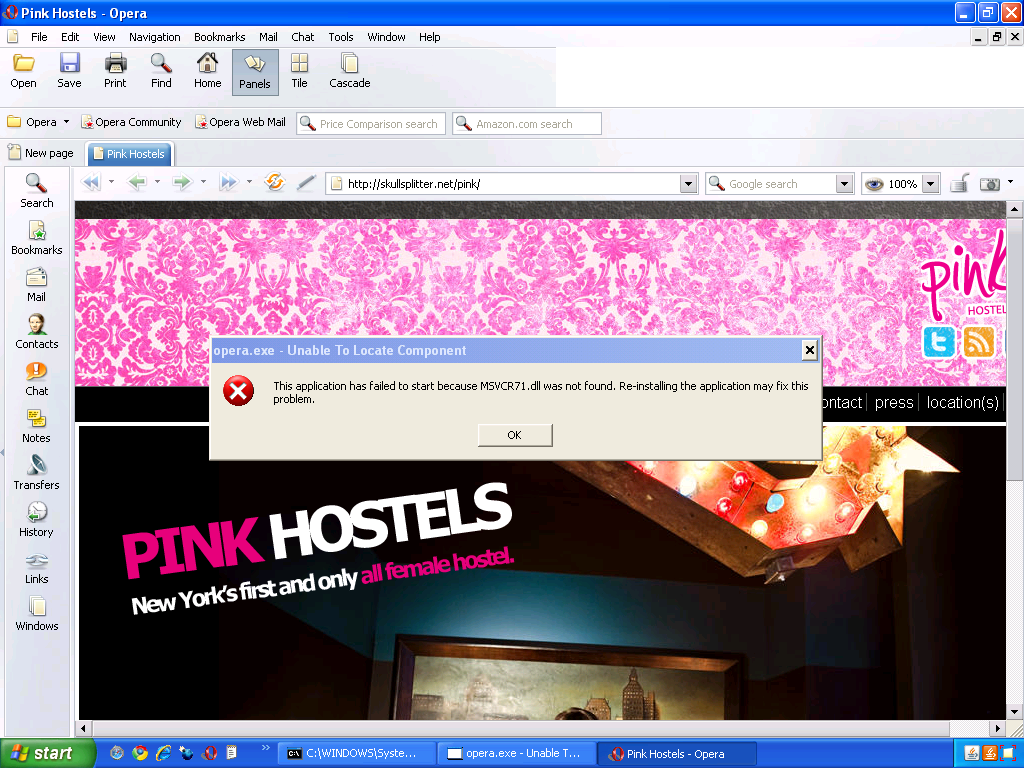 Pink Hostels - Opera
File Edit View Navigation Bookmarks Mail Chat Tools Window Help
Open Save Print Find Home Panels Tile Cascade
Opera Opera Community Opera Web Mail Price Comparison search Amazon.com search
New page Pink Hostels
http://skullsplitter.net/pink/ Google search 100%
Search
Bookmarks
Mail
Contacts
Chat
Notes
Transfers
History
Links
Windows
pink
HOSTEL
opera.exe - Unable To Locate Component
This application has failed to start because MSVCR71.dll was not found. Re-installing the application may fix this
problem.
OK
ontact press location(s)
PINK HOSTELS
New York's first and only all female hostel.
start C:\WINDOWS\Syste... opera.exe - Unable T... Pink Hostels - Opera